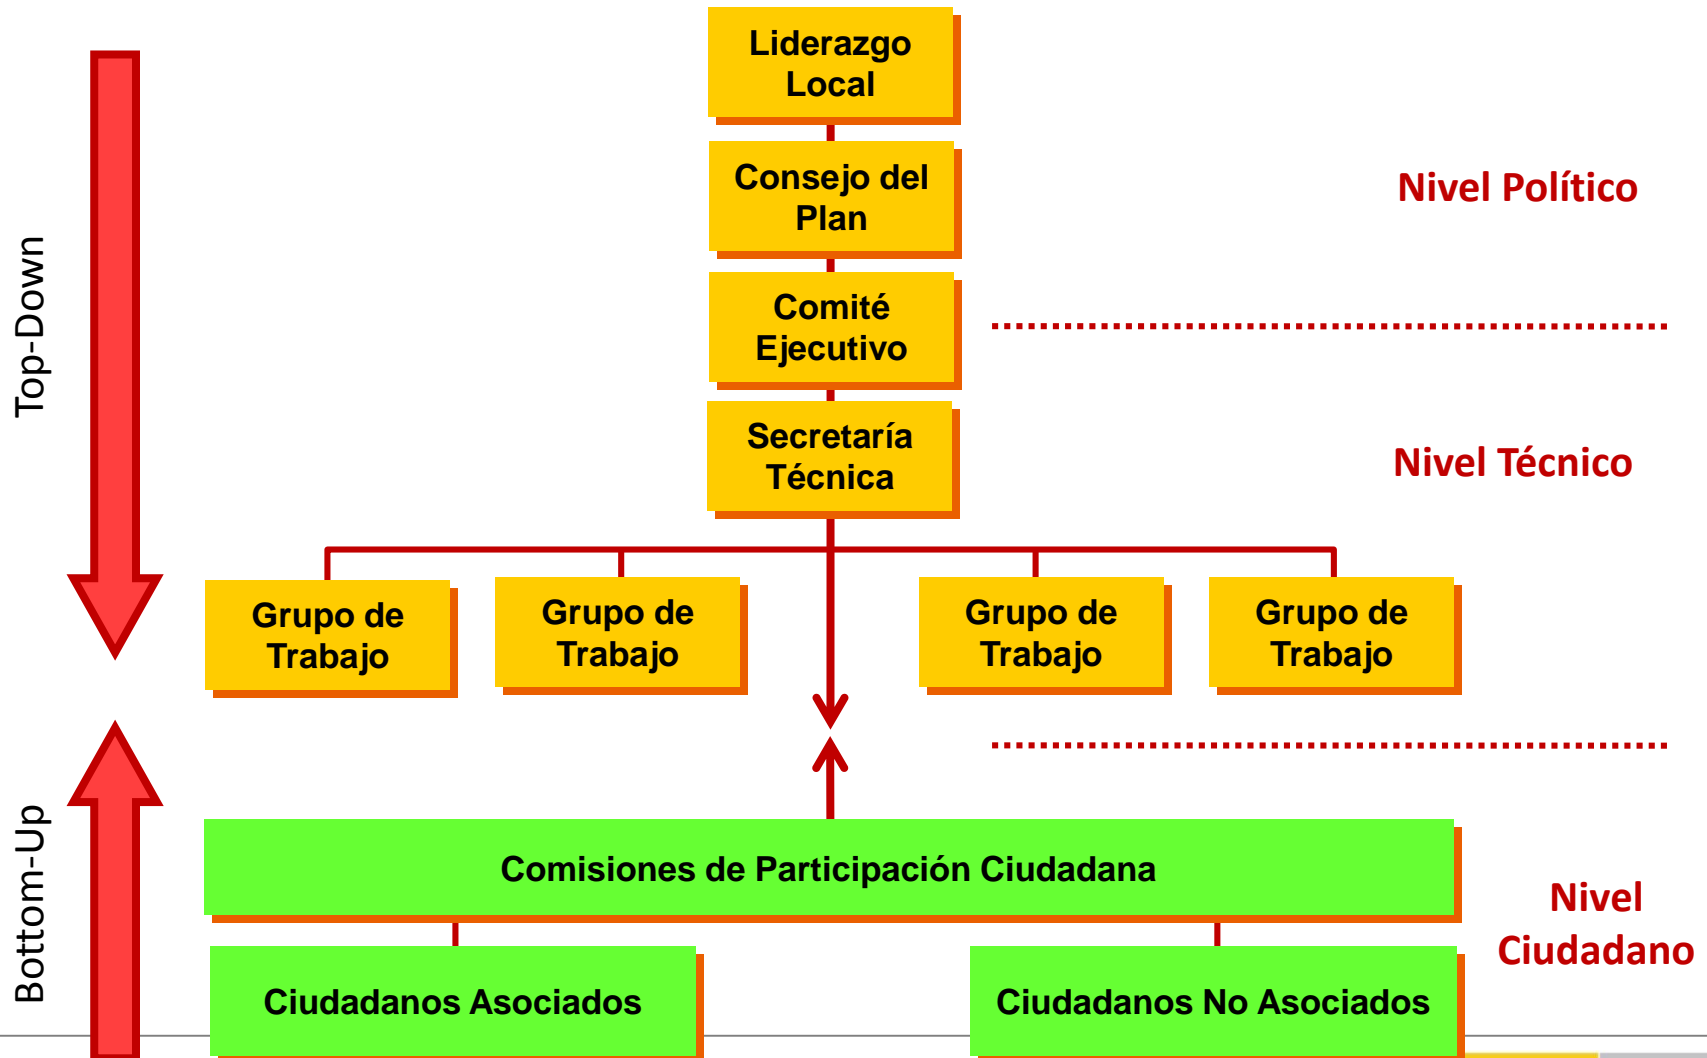 Liderazgo
Local
Consejo del
Plan
Nivel Político
Comité
Ejecutivo
Top-Down
Secretaría
Técnica
Nivel Técnico
Grupo de
Trabajo
Grupo de
Trabajo
Grupo de
Trabajo
Grupo de
Trabajo
Bottom-Up
Comisiones de Participación Ciudadana
Nivel
Ciudadano
Ciudadanos Asociados
Ciudadanos No Asociados